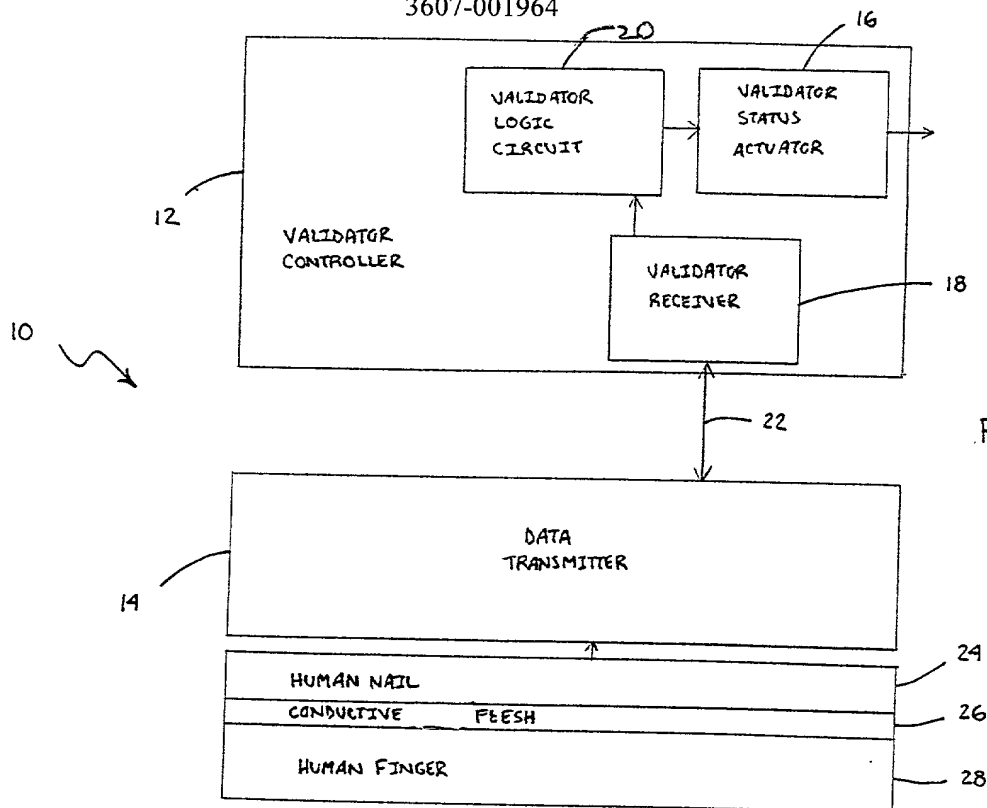 3607-001964
20
16
VALIDATOR
LOGIC
CIRCUIT
VALIDATOR
STATUS
ACTUATOR
12
VALIDATOR
CONTROLLER
VALIDATOR
RECEIVER
18
10
22
DATA
TRANSMITTER
14
HUMAN NAIL
24
CONDUCTIVE FLESH
26
HUMAN FINGER
28